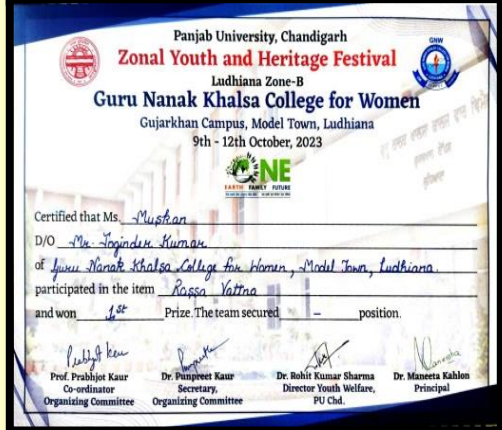 Panjab University, Chandigarh
Zonal Youth and Heritage Festival
GNW
Ludhiana Zone-B
Guru Nanak Khalsa College for Women
Gujarkhan Campus, Model Town, Ludhiana
9th - 12th October, 2023
ONE
EARTH FAMILY FUTURE
Certified that Ms. Muskan
D/O Mr. Joginder Kumar
of Guru Nanak Khalsa College for Women, Model Town, Ludhiana.
participated in the item Rassa Vattna
and won 1st Prize. The team secured – position.
Prof. Prabhjot Kaur Dr. Punpreet Kaur Dr. Rohit Kumar Sharma Dr. Maneeta Kahlon
Co-ordinator Secretary, Director Youth Welfare, Principal
Organizing Committee Organizing Committee PU Chd.